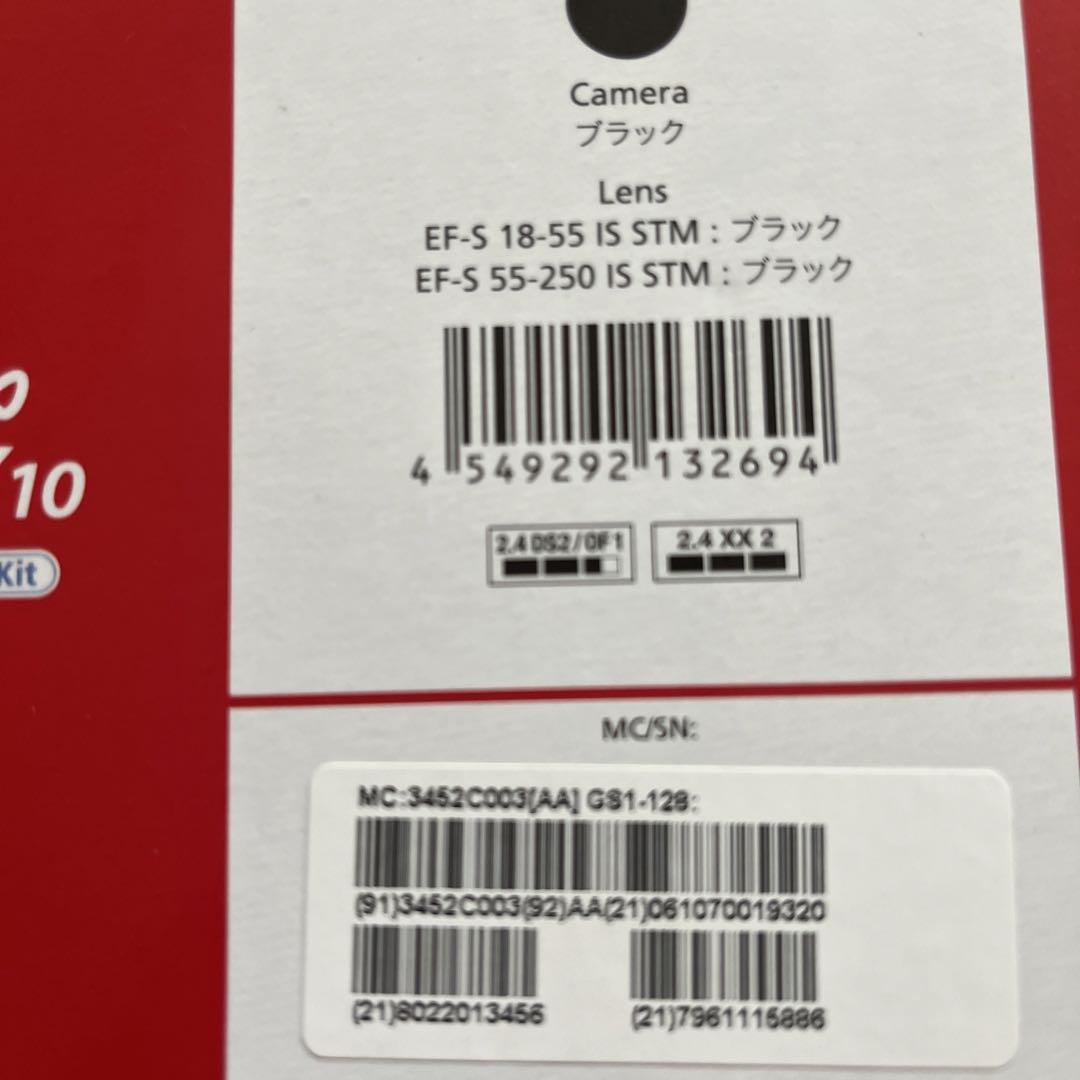 Camera
ブラック
Lens
EF-S 18-55 IS STM : ブラック
EF-S 55-250 IS STM : ブラック
4 549292 132694
2.4 DS2/OF1
2.4 XX 2
10
Kit
MC/SN:
MC:3452C003[AA] GS1-128:
(91)3452C003(92)AA(21)061070019320
(21)8022013456
(21)7961115886